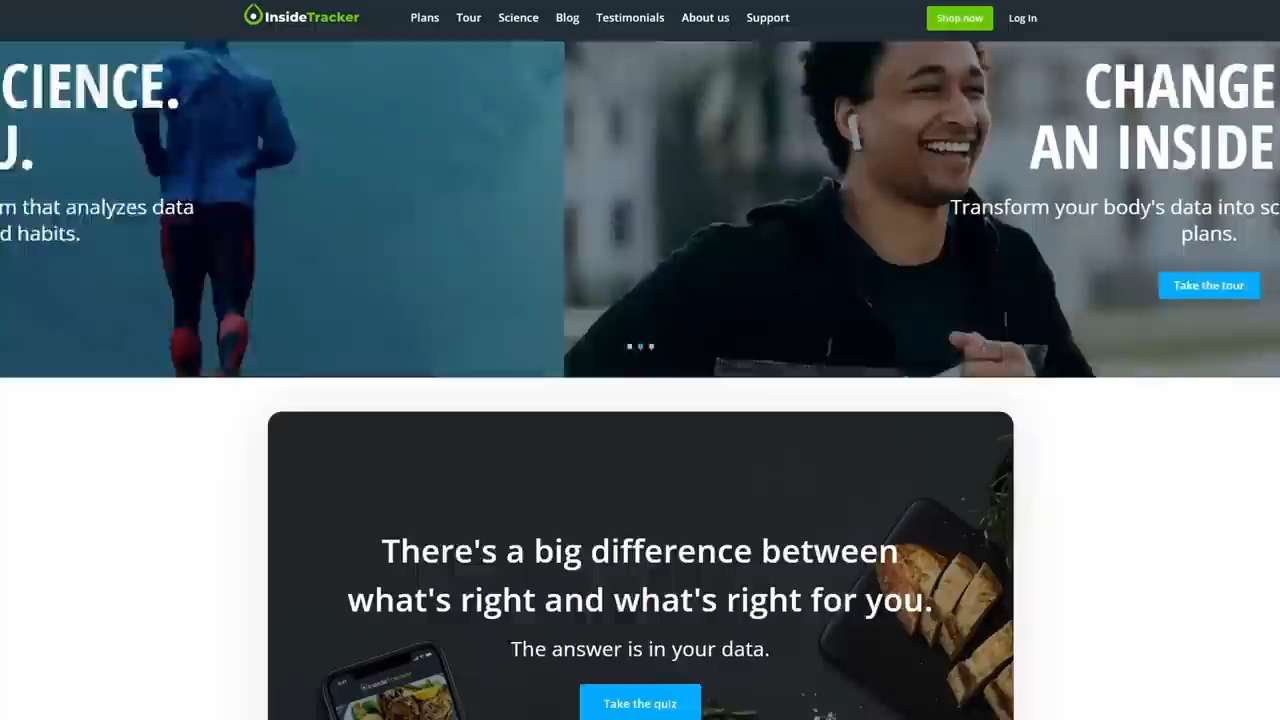 InsideTracker
Plans Tour Science Blog Testimonials About us Support
Shop now Log In
CIENCE.
U.
m that analyzes data
d habits.
CHANGE
AN INSIDE
Transform your body's data into sc
plans.
Take the tour
There's a big difference between
what's right and what's right for you.
The answer is in your data.
InsideTracker
Take the quiz